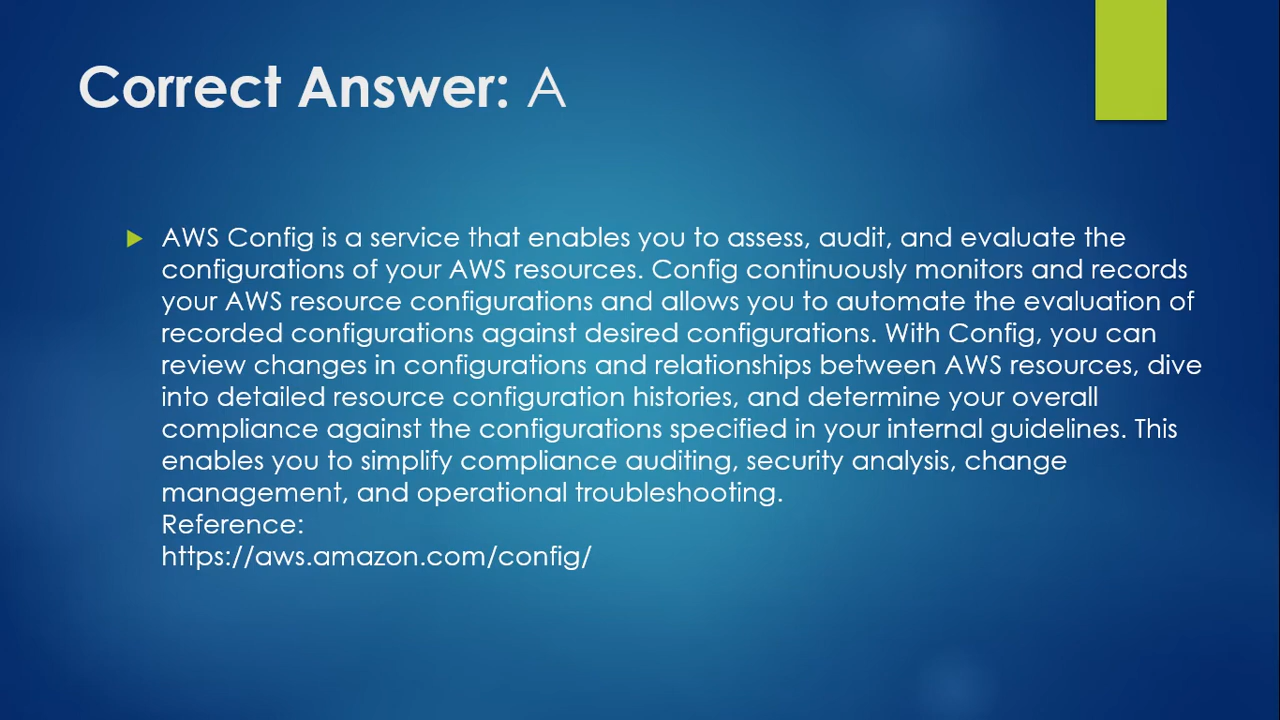 Correct Answer: A
AWS Config is a service that enables you to assess, audit, and evaluate the
configurations of your AWS resources. Config continuously monitors and records
your AWS resource configurations and allows you to automate the evaluation of
recorded configurations against desired configurations. With Config, you can
review changes in configurations and relationships between AWS resources, dive
into detailed resource configuration histories, and determine your overall
compliance against the configurations specified in your internal guidelines. This
enables you to simplify compliance auditing, security analysis, change
management, and operational troubleshooting.
Reference:
https://aws.amazon.com/config/